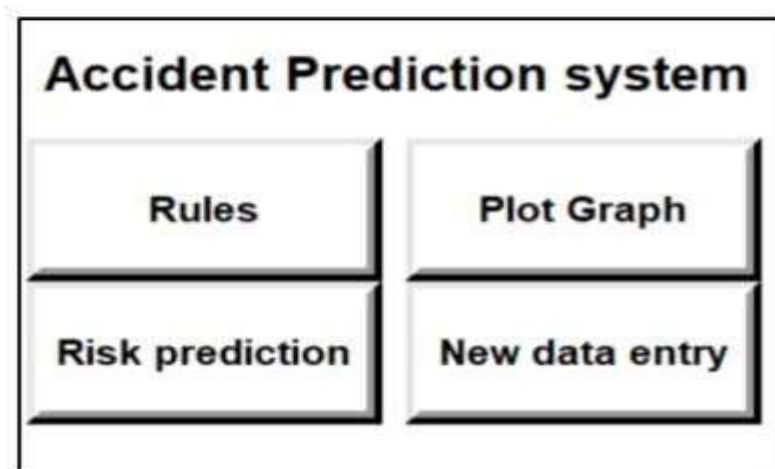 Accident Prediction system
Rules
Plot Graph
Risk prediction
New data entry